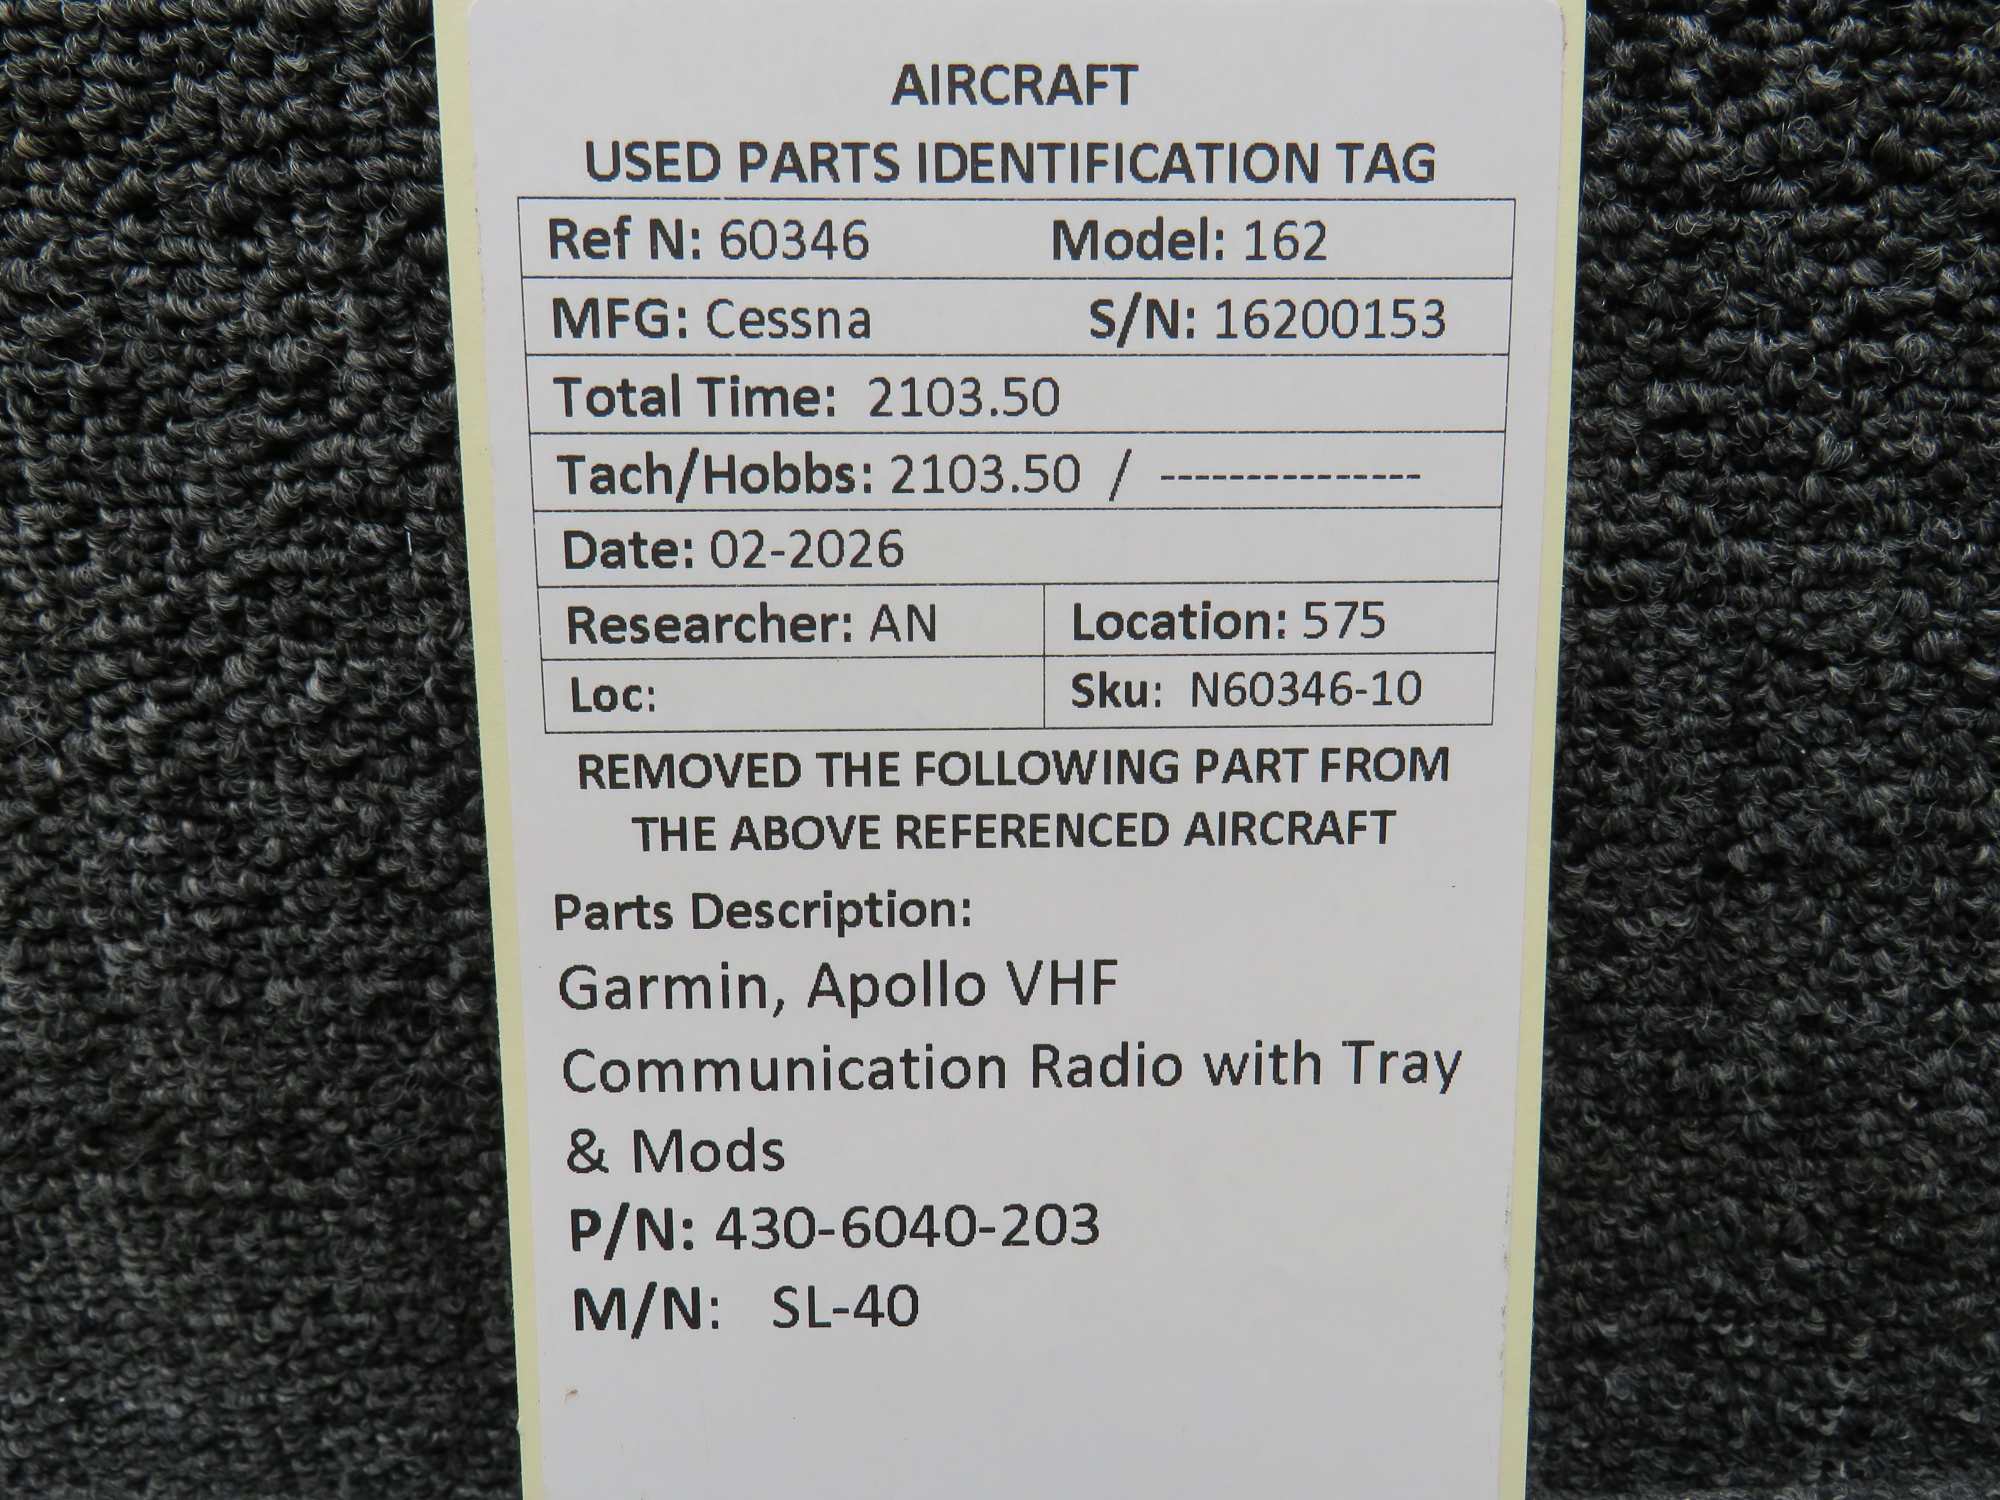 AIRCRAFT
USED PARTS IDENTIFICATION TAG
Ref N: 60346 Model: 162
MFG: Cessna S/N: 16200153
Total Time: 2103.50
Tach/Hobbs: 2103.50 / ---------------
Date: 02-2026
Researcher: AN Location: 575
Loc: Sku: N60346-10
REMOVED THE FOLLOWING PART FROM
THE ABOVE REFERENCED AIRCRAFT
Parts Description:
Garmin, Apollo VHF
Communication Radio with Tray
& Mods
P/N: 430-6040-203
M/N: SL-40